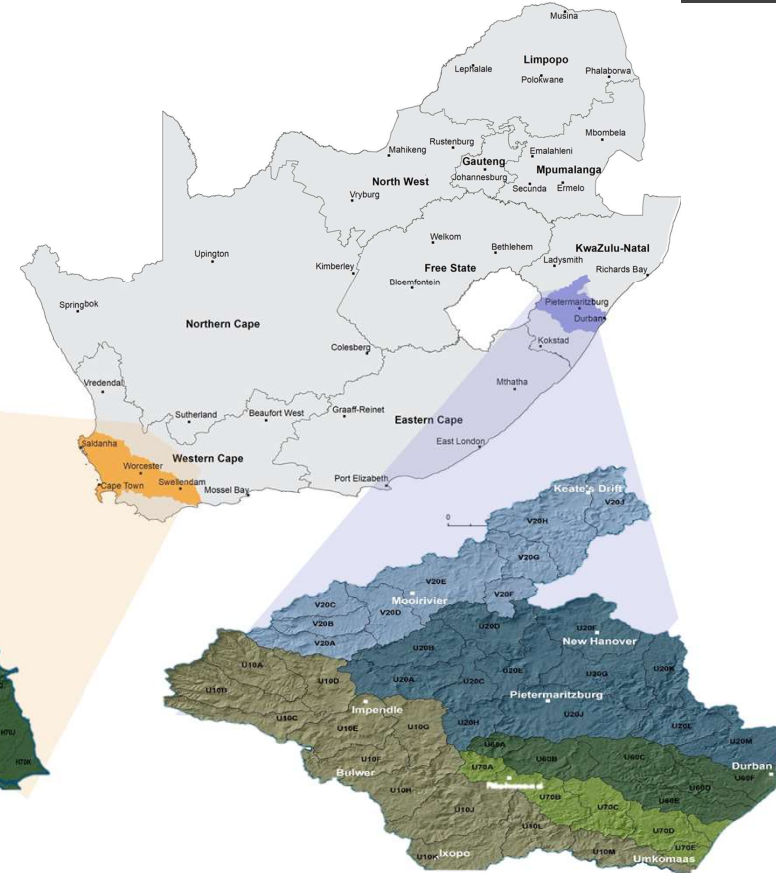 Musina
Limpopo
Lephalale
Polokwane
Phalaborwa
Mbombela
Rustenburg
Mahikeng
Emalahleni
Gauteng
Johannesburg
Mpumalanga
North West
Secunda
Ermelo
Vryburg
Welkom
Bethlehem
KwaZulu-Natal
Upington
Kimberley
Free State
Ladysmith
Richards Bay
Bloemfontein
Springbok
Pietermaritzburg
Northern Cape
Durban
Colesberg
Kokstad
Vredendal
Mthatha
Sutherland
Beaufort West
Graaff-Reinet
Eastern Cape
Saldanha
East London
Western Cape
Worcester
Cape Town
Swellendam
Mossel Bay
Port Elizabeth
Keate's Drift
V20J
0
V20H
V20G
V20E
V20F
Mooirivier
V20C
V20D
V20B
V20A
U20D
U20F
New Hanover
U20B
U10A
U20E
U20G
U20K
U10D
U20A
U20C
U10B
Pietermaritzburg
Impendle
U20J
U10C
U10E
U10G
U20H
U20L
U20M
H70J
U60A
U60B
U60C
U10F
U70A
Durban
H70K
Bulwer
U60F
U10H
U60D
U70B
U60E
U70C
U10J
U10L
U70D
U70E
U10K
Ixopo
U10M
Umkomaas